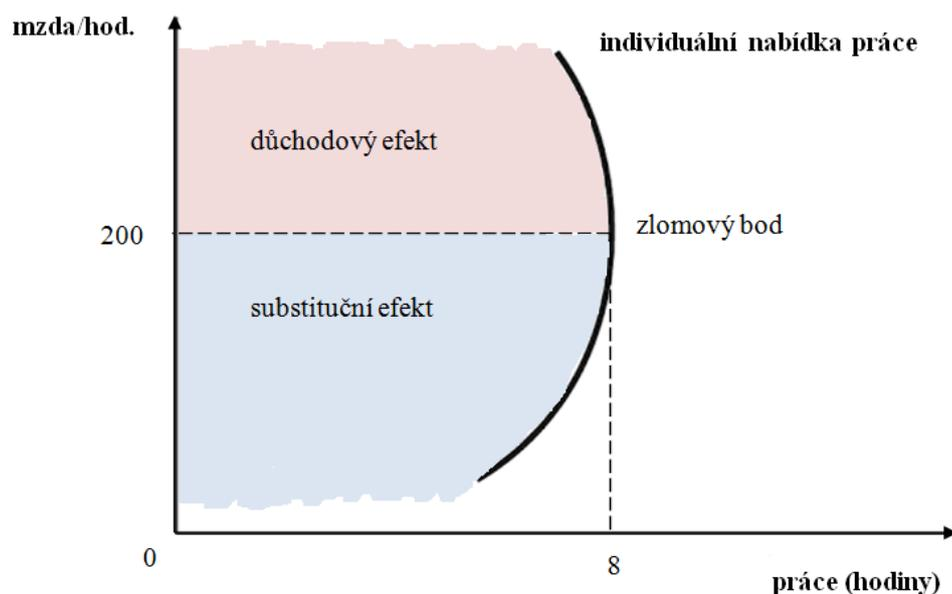 mzda/hod.
individuální nabídka práce
důchodový efekt
200
zlomový bod
substituční efekt
0
8
práce (hodiny)